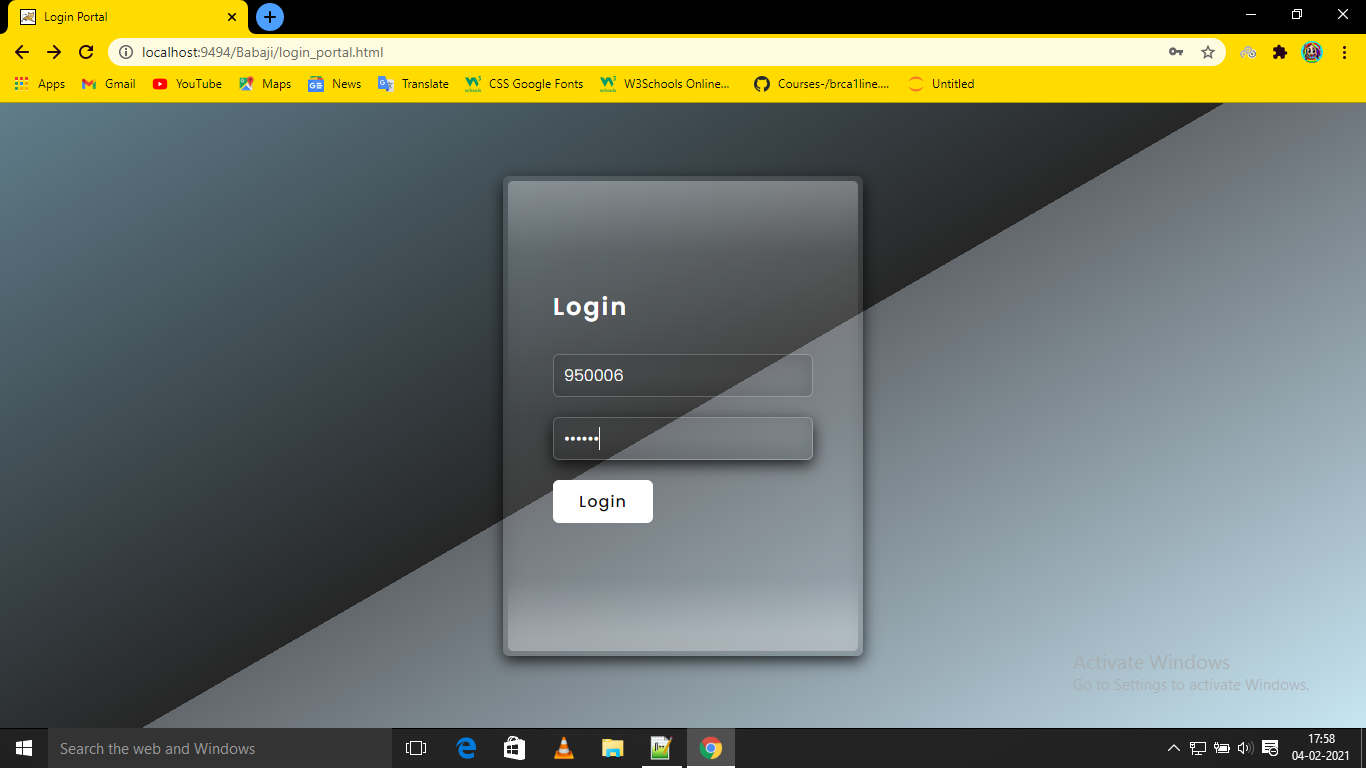 Login Portal
localhost:9494/Babaji/login_portal.html
Apps Gmail YouTube Maps News Translate CSS Google Fonts W3Schools Online... Courses-/brca1line.... Untitled
Login
950006
••••••
Login
Activate Windows
Go to Settings to activate Windows.
Search the web and Windows
17:58
04-02-2021